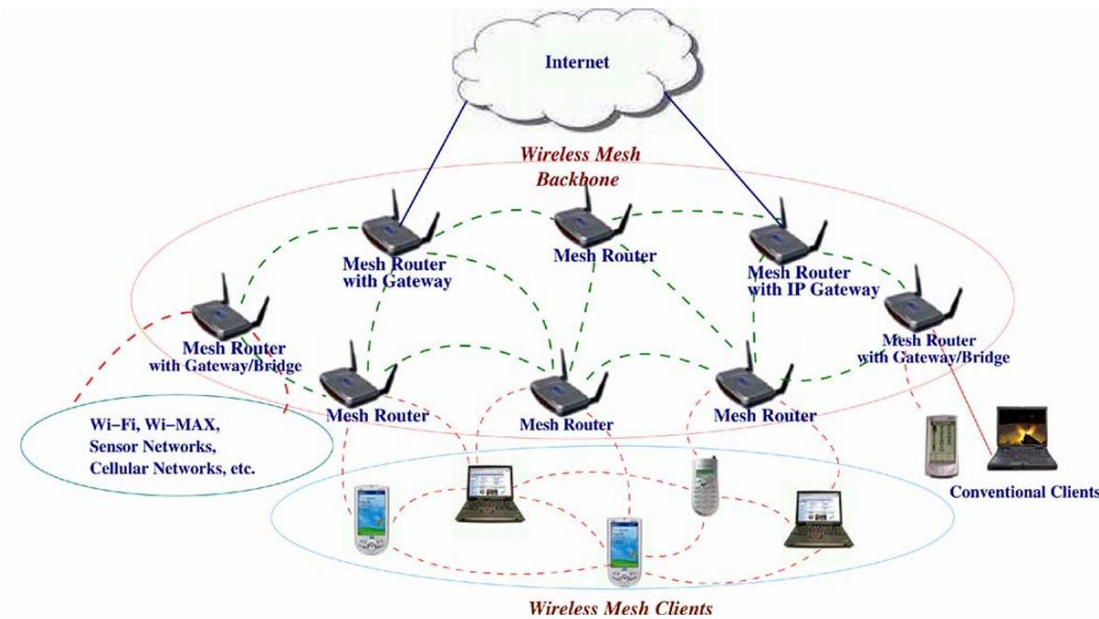 Internet
Wireless Mesh
Backbone
Mesh Router
with Gateway
Mesh Router
Mesh Router
with IP Gateway
Mesh Router
with Gateway/Bridge
Mesh Router
with Gateway/Bridge
Mesh Router
Mesh Router
Mesh Router
Wi-Fi, Wi-MAX,
Sensor Networks,
Cellular Networks, etc.
Conventional Clients
Wireless Mesh Clients